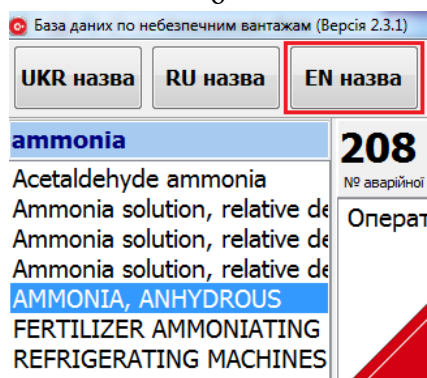 База даних по небезпечним вантажам (Версія 2.3.1)
UKR назва
RU назва
EN назва
ammonia
208
№ аварійної
Acetaldehyde ammonia
Ammonia solution, relative de
Ammonia solution, relative de
Ammonia solution, relative de
AMMONIA, ANHYDROUS
FERTILIZER AMMONIATING
REFRIGERATING MACHINES
Операт